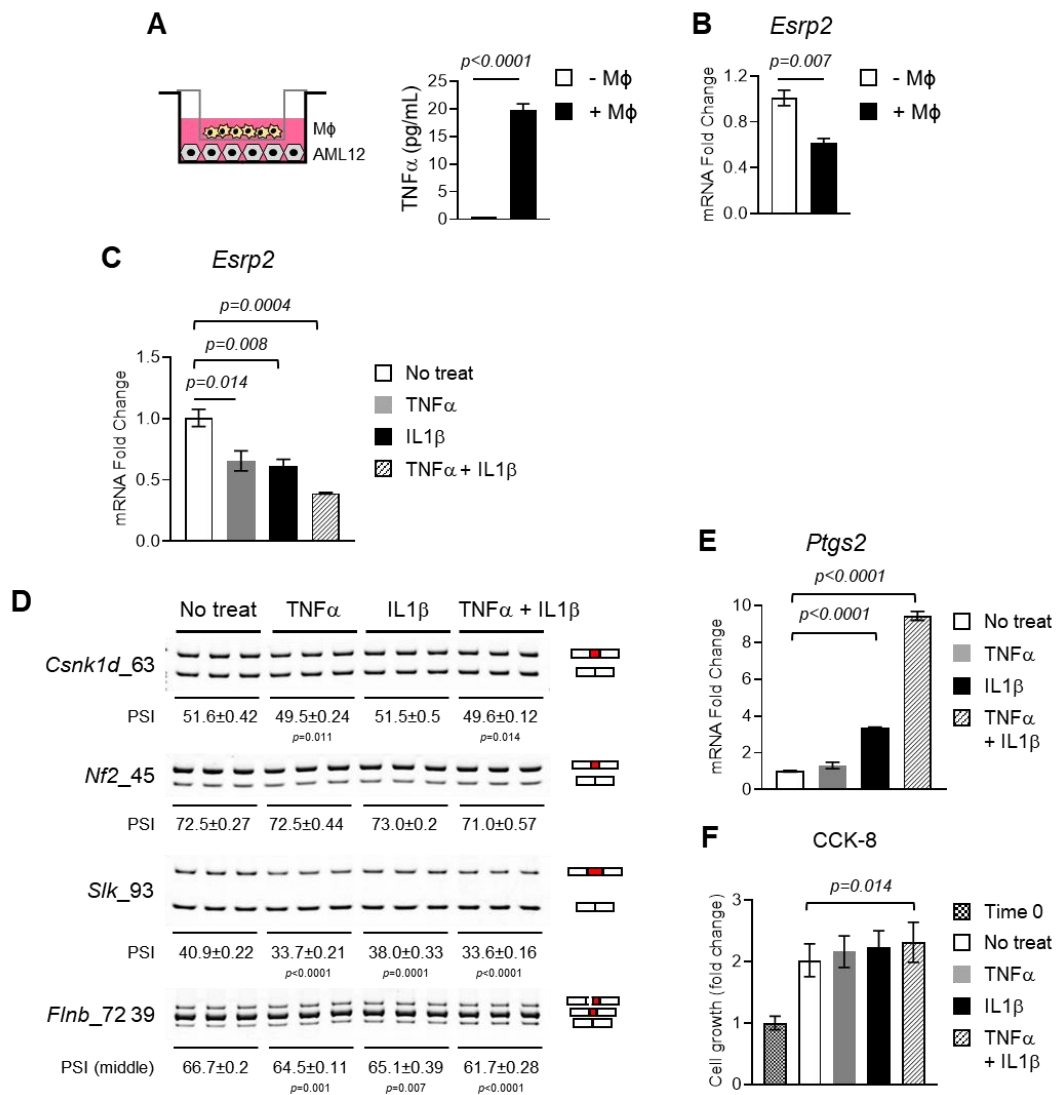 A
Mϕ
AML12
p<0.0001
TNFα (pg/mL)
25
20
15
10
5
0
- Mϕ
+ Mϕ
B
Esrp2
p=0.007
mRNA Fold Change
1.2
0.6
0.0
- Mϕ
+ Mϕ
C
Esrp2
p=0.0004
p=0.008
p=0.014
mRNA Fold Change
1.5
1.0
0.5
0.0
No treat
TNFα
IL1β
TNFα + IL1β
D
No treat TNFα IL1β TNFα + IL1β
Csnk1d_63
PSI 51.6±0.42 49.5±0.24 51.5±0.5 49.6±0.12
p=0.011 p=0.014
Nf2_45
PSI 72.5±0.27 72.5±0.44 73.0±0.2 71.0±0.57
Slk_93
PSI 40.9±0.22 33.7±0.21 38.0±0.33 33.6±0.16
p<0.0001 p=0.0001 p<0.0001
Flnb_72 39
PSI (middle) 66.7±0.2 64.5±0.11 65.1±0.39 61.7±0.28
p=0.001 p=0.007 p<0.0001
E
Ptgs2
p<0.0001
p<0.0001
mRNA Fold Change
10
8
6
4
2
0
No treat
TNFα
IL1β
TNFα
+ IL1β
F
CCK-8
p=0.014
Cell growth (fold change)
3
2
1
0
Time 0
No treat
TNFα
IL1β
TNFα
+ IL1β